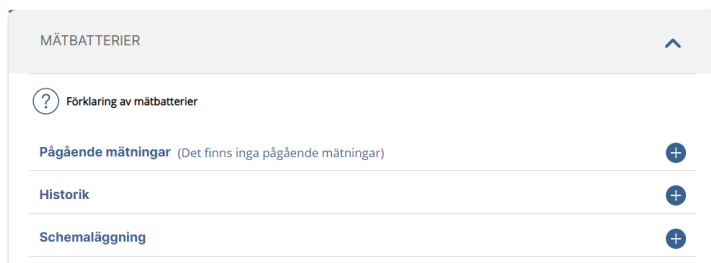 MÄTBATTERIER
? Förklaring av mätbatterier
Pågående mätningar (Det finns inga pågående mätningar)
Historik
Schemaläggning